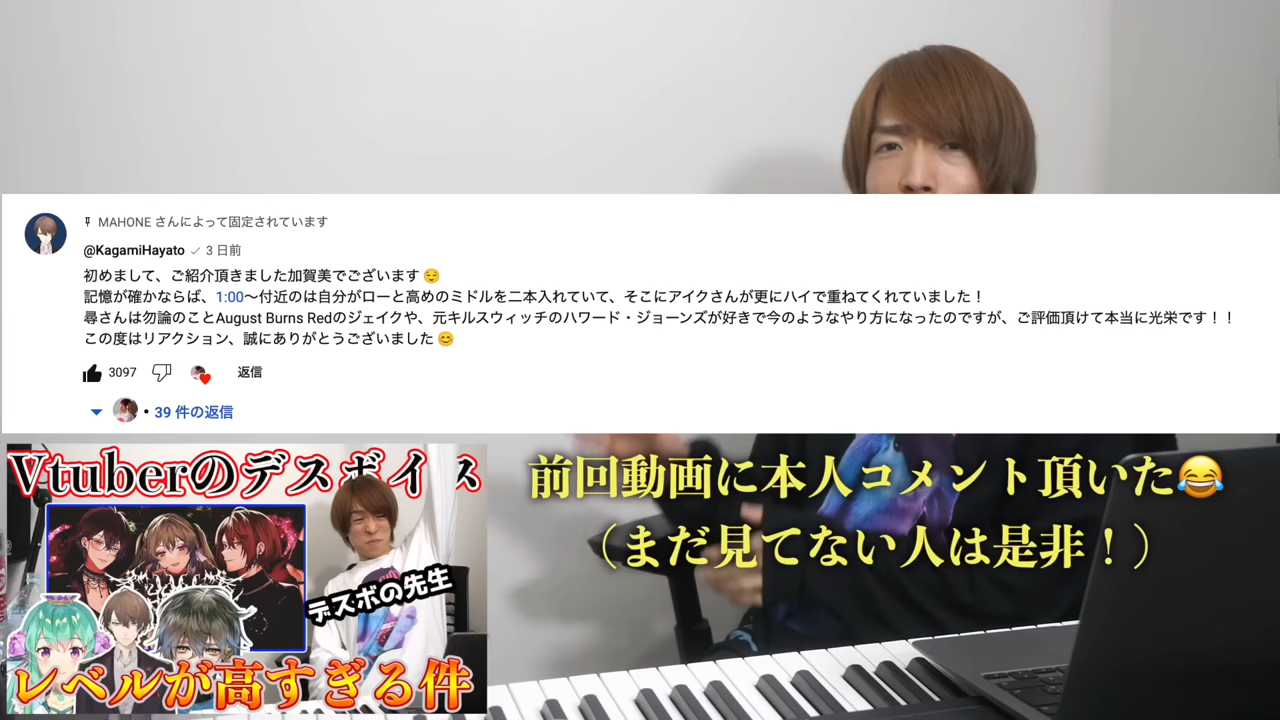 MAHONE さんによって固定されています
@KagamiHayato ✓ 3 日前
初めまして、ご紹介頂きました加賀美でございます😌
記憶が確かならば、1:00〜付近のは自分がローと高めのミドルを二本入れていて、そこにアイクさんが更にハイで重ねてくれていました！
尋さんは勿論のことAugust Burns Redのジェイクや、元キルスウィッチのハワード・ジョーンズが好きで今のようなやり方になったのですが、ご評価頂けて本当に光栄です！！
この度はリアクション、誠にありがとうございました😊
3097 返信
39 件の返信
Vtuberのデスボイス
デスボの先生
レベルが高すぎる件
前回動画に本人コメント頂いた😂
（まだ見てない人は是非！）